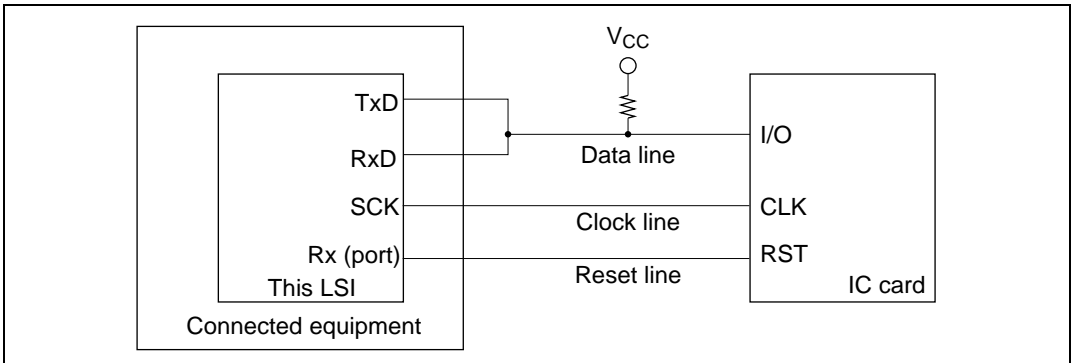 VCC
TxD
RxD
SCK
Rx (port)
This LSI
Connected equipment
Data line
Clock line
Reset line
I/O
CLK
RST
IC card